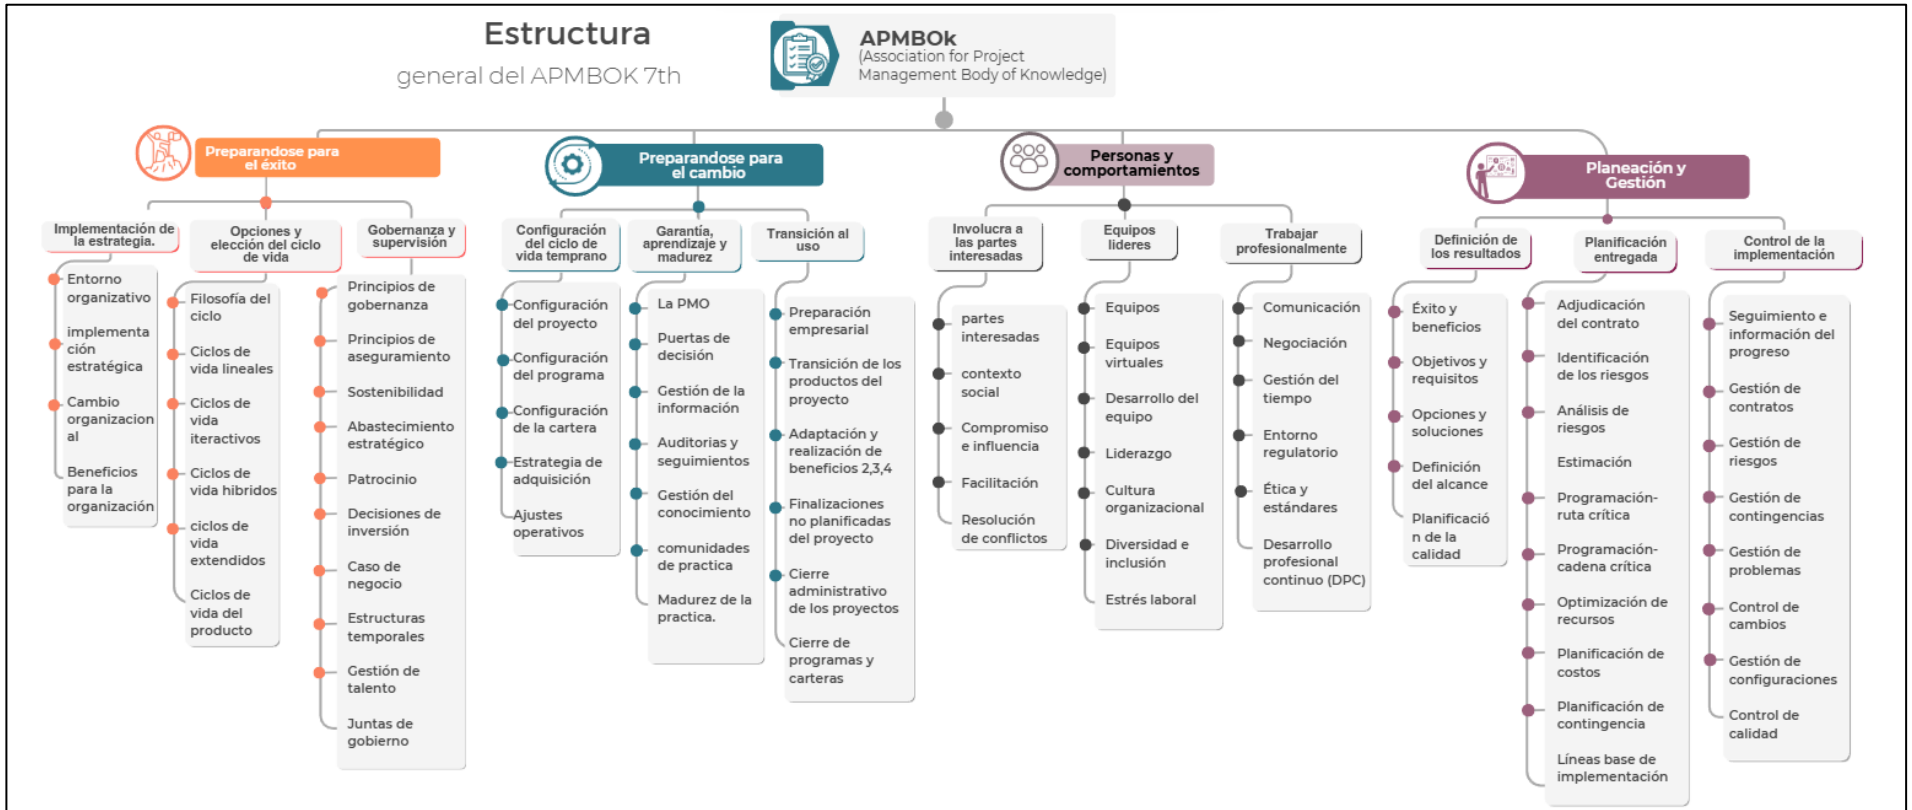 Estructura
general del APMBOK 7th
APMBOk
(Association for Project
Management Body of Knowledge)
Preparandose para
el éxito
Implementación de
la estrategia.
Entorno
organizativo
implementa
ción
estratégica
Cambio
organizacion
al
Beneficios
para la
organización
Opciones y
elección del ciclo
de vida
Filosofía del
ciclo
Ciclos de
vida lineales
Ciclos de
vida
iteractivos
Ciclos de
vida hibridos
ciclos de
vida
extendidos
Ciclos de
vida del
producto
Gobernanza y
supervisión
Principios de
gobernanza
Principios de
aseguramiento
Sostenibilidad
Abastecimiento
estratégico
Patrocinio
Decisiones de
inversión
Caso de
negocio
Estructuras
temporales
Gestión de
talento
Juntas de
gobierno
Preparandose para
el cambio
Configuración
del ciclo de
vida temprano
Configuración
del proyecto
Configuración
del programa
Configuración
de la cartera
Estrategia de
adquisición
Ajustes
operativos
Garantía,
aprendizaje y
madurez
La PMO
Puertas de
decisión
Gestión de la
información
Auditorias y
seguimientos
Gestión del
conocimiento
comunidades
de practica
Madurez de la
practica.
Transición al
uso
Preparación
empresarial
Transición de los
productos del
proyecto
Adaptación y
realización de
beneficios 2,3,4
Finalizaciones
no planificadas
del proyecto
Cierre
administrativo
de los proyectos
Cierre de
programas y
carteras
Personas y
comportamientos
Involucra a
a las partes
interesadas
partes
interesadas
contexto
social
Compromiso
e influencia
Facilitación
Resolución
de conflictos
Equipos
lideres
Equipos
Equipos
virtuales
Desarrollo del
equipo
Liderazgo
Cultura
organizacional
Diversidad e
inclusión
Estrés laboral
Trabajar
profesionalmente
Comunicación
Negociación
Gestión del
tiempo
Entorno
regulatorio
Ética y
estándares
Desarrollo
profesional
continuo (DPC)
Planeación y
Gestión
Definición de
los resultados
Éxito y
beneficios
Objetivos y
requisitos
Opciones y
soluciones
Definición
del alcance
Planificació
n de la
calidad
Planificación
entregada
Adjudicación
del contrato
Identificación
de los riesgos
Análisis de
riesgos
Estimación
Programación-
ruta crítica
Programación-
cadena crítica
Optimización de
recursos
Planificación de
costos
Planificación de
contingencia
Líneas base de
implementación
Control de la
implementación
Seguimiento e
información del
progreso
Gestión de
contratos
Gestión de
riesgos
Gestión de
contingencias
Gestión de
problemas
Control de
cambios
Gestión de
configuraciones
Control de
calidad